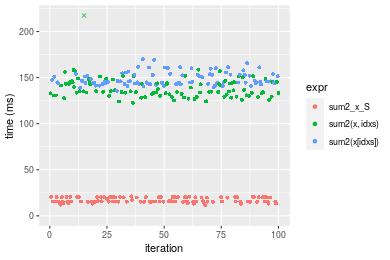 200
150
100
50
0
time (ms)
0
25
50
75
100
iteration
expr
sum2_x_S
sum2(x, idxs)
sum2(x[idxs])